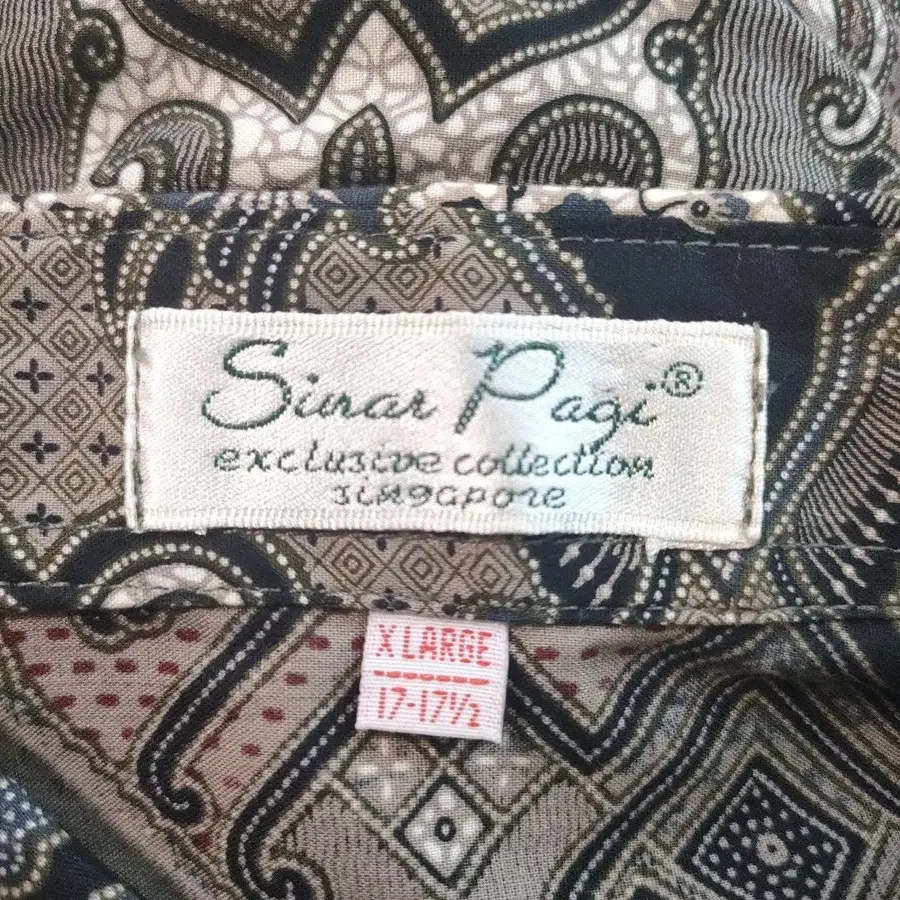 Sinar Pagi®
exclusive collection
singapore
X LARGE
17-17½